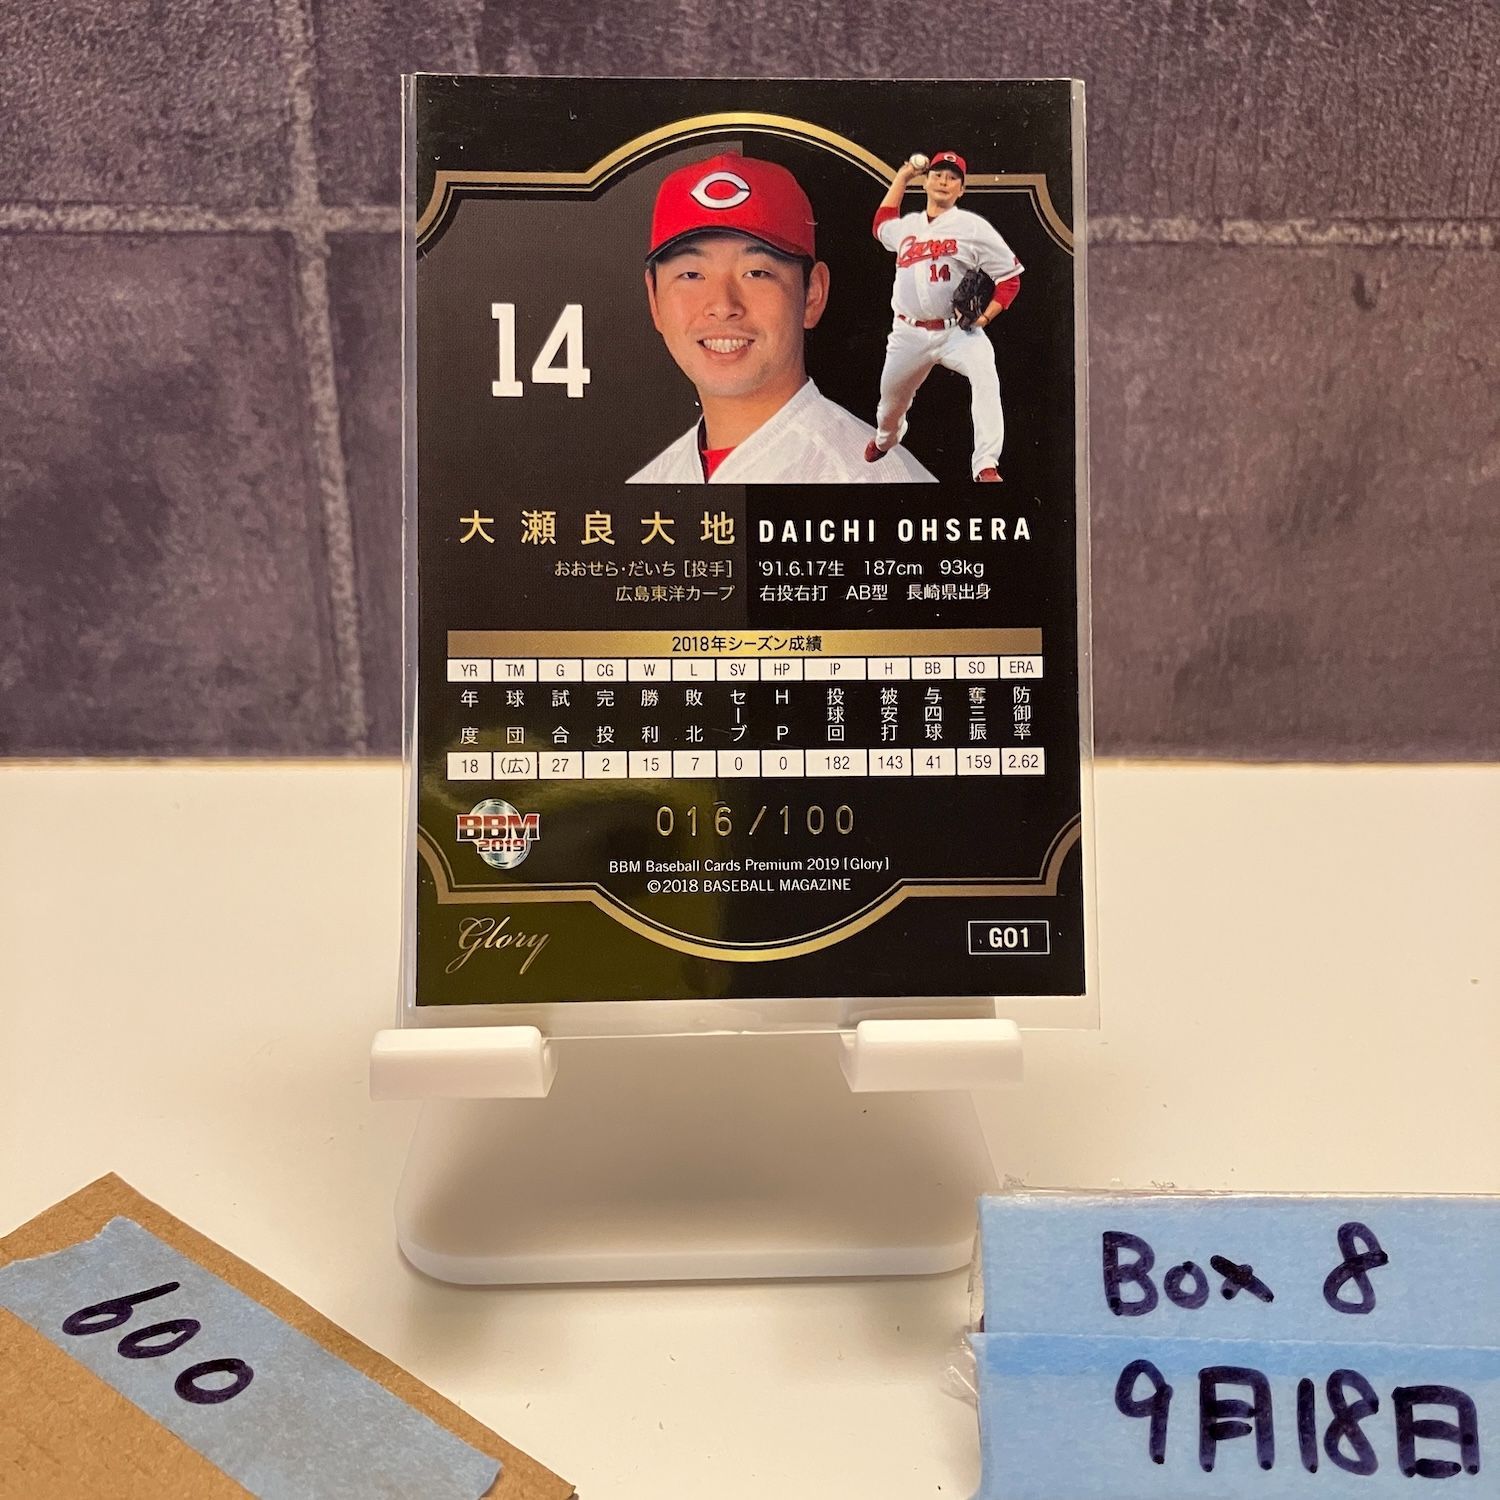 C
Carp
14
14
大瀬良大地 DAICHI OHSERA
おおせら・だいち [投手] '91.6.17生 187cm 93kg
広島東洋カープ 右投右打 AB型 長崎県出身
2018年シーズン成績
YR TM G CG W L SV HP IP H BB SO ERA
年度 球団 試合 完投 勝利 敗北 セーブ HP 投球回 被安打 与四球 奪三振 防御率
18 (広) 27 2 15 7 0 0 182 143 41 159 2.62
BBM
2019
016/100
BBM Baseball Cards Premium 2019 [Glory]
©2018 BASEBALL MAGAZINE
Glory
G01
600
Box 8
9月18日